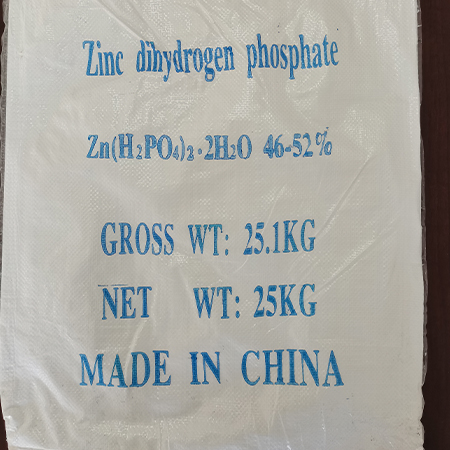 Zinc dihydrogen phosphate
Zn(H₂PO₄)₂·2H₂O 46-52%
GROSS WT: 25.1KG
NET WT: 25KG
MADE IN CHINA